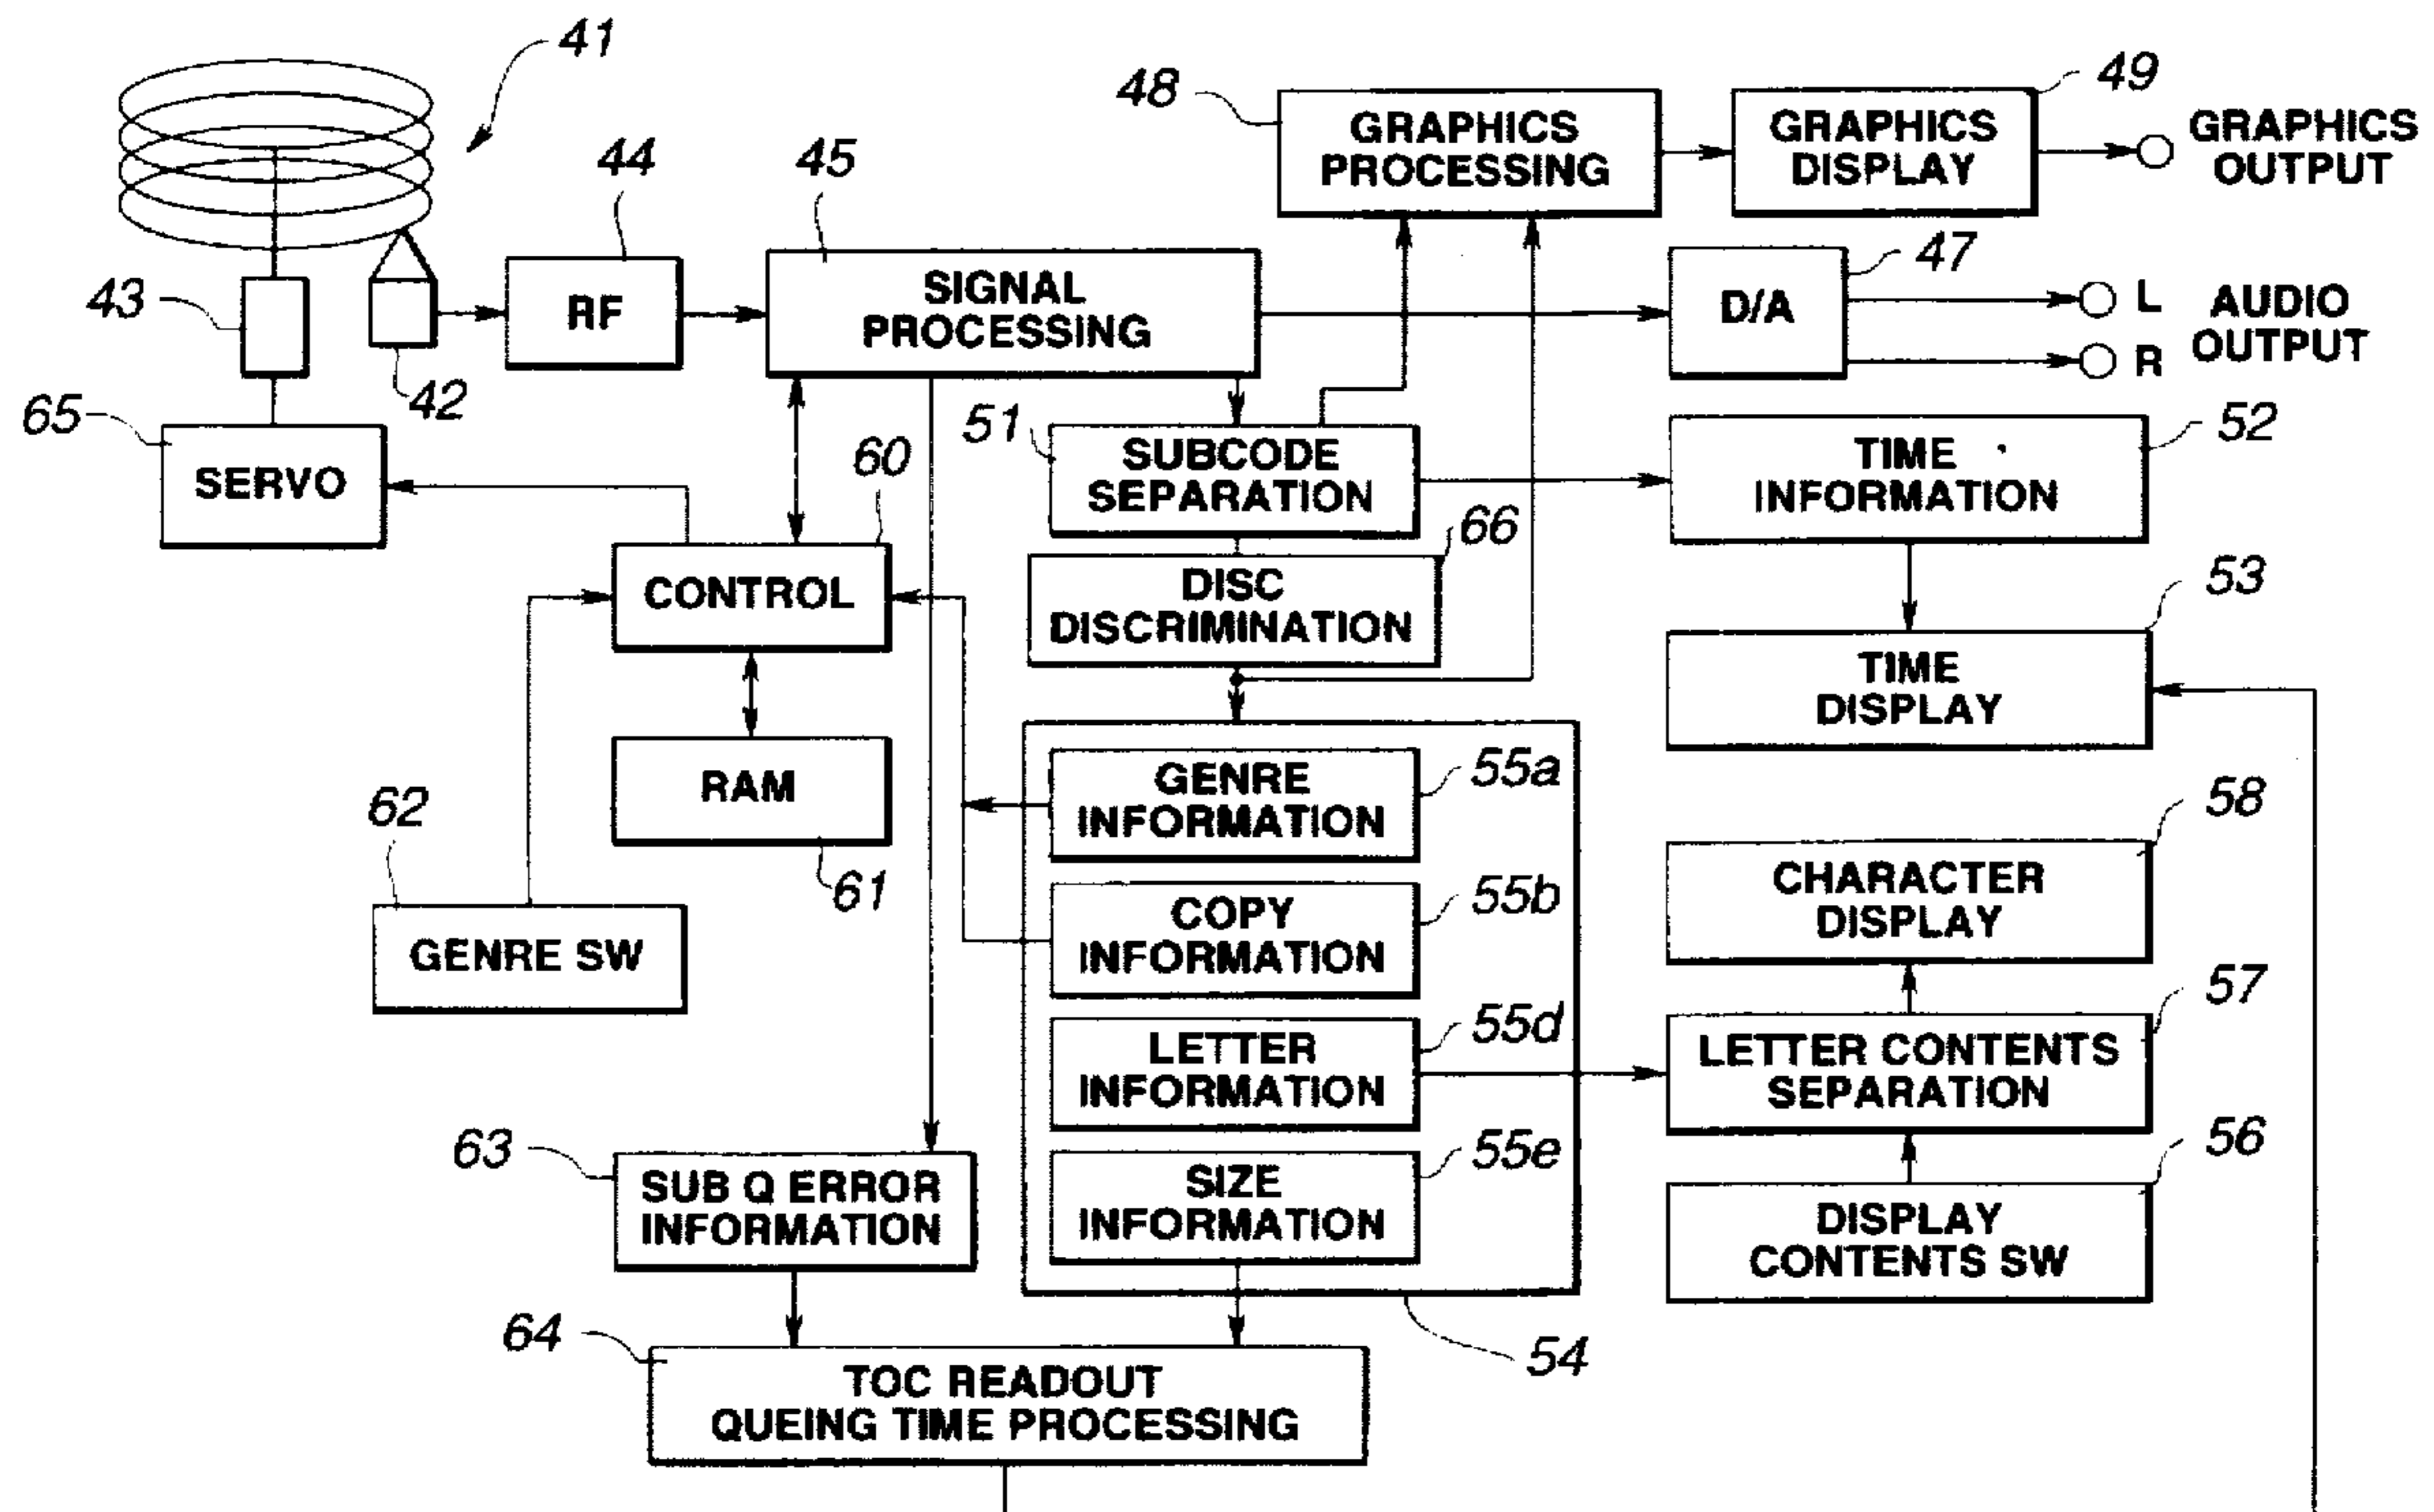 41
48
GRAPHICS
PROCESSING
GRAPHICS
DISPLAY
49
GRAPHICS
OUTPUT
44
RF
45
SIGNAL
PROCESSING
47
D/A
L
R
AUDIO
OUTPUT
43
42
65
SERVO
60
CONTROL
51
SUBCODE
SEPARATION
52
TIME
INFORMATION
66
DISC
DISCRIMINATION
53
TIME
DISPLAY
RAM
61
62
GENRE SW
GENRE
INFORMATION
55a
COPY
INFORMATION
55b
LETTER
INFORMATION
55d
SIZE
INFORMATION
55e
58
CHARACTER
DISPLAY
57
LETTER CONTENTS
SEPARATION
56
DISPLAY
CONTENTS SW
63
SUB Q ERROR
INFORMATION
54
64
TOC READOUT
QUEING TIME PROCESSING